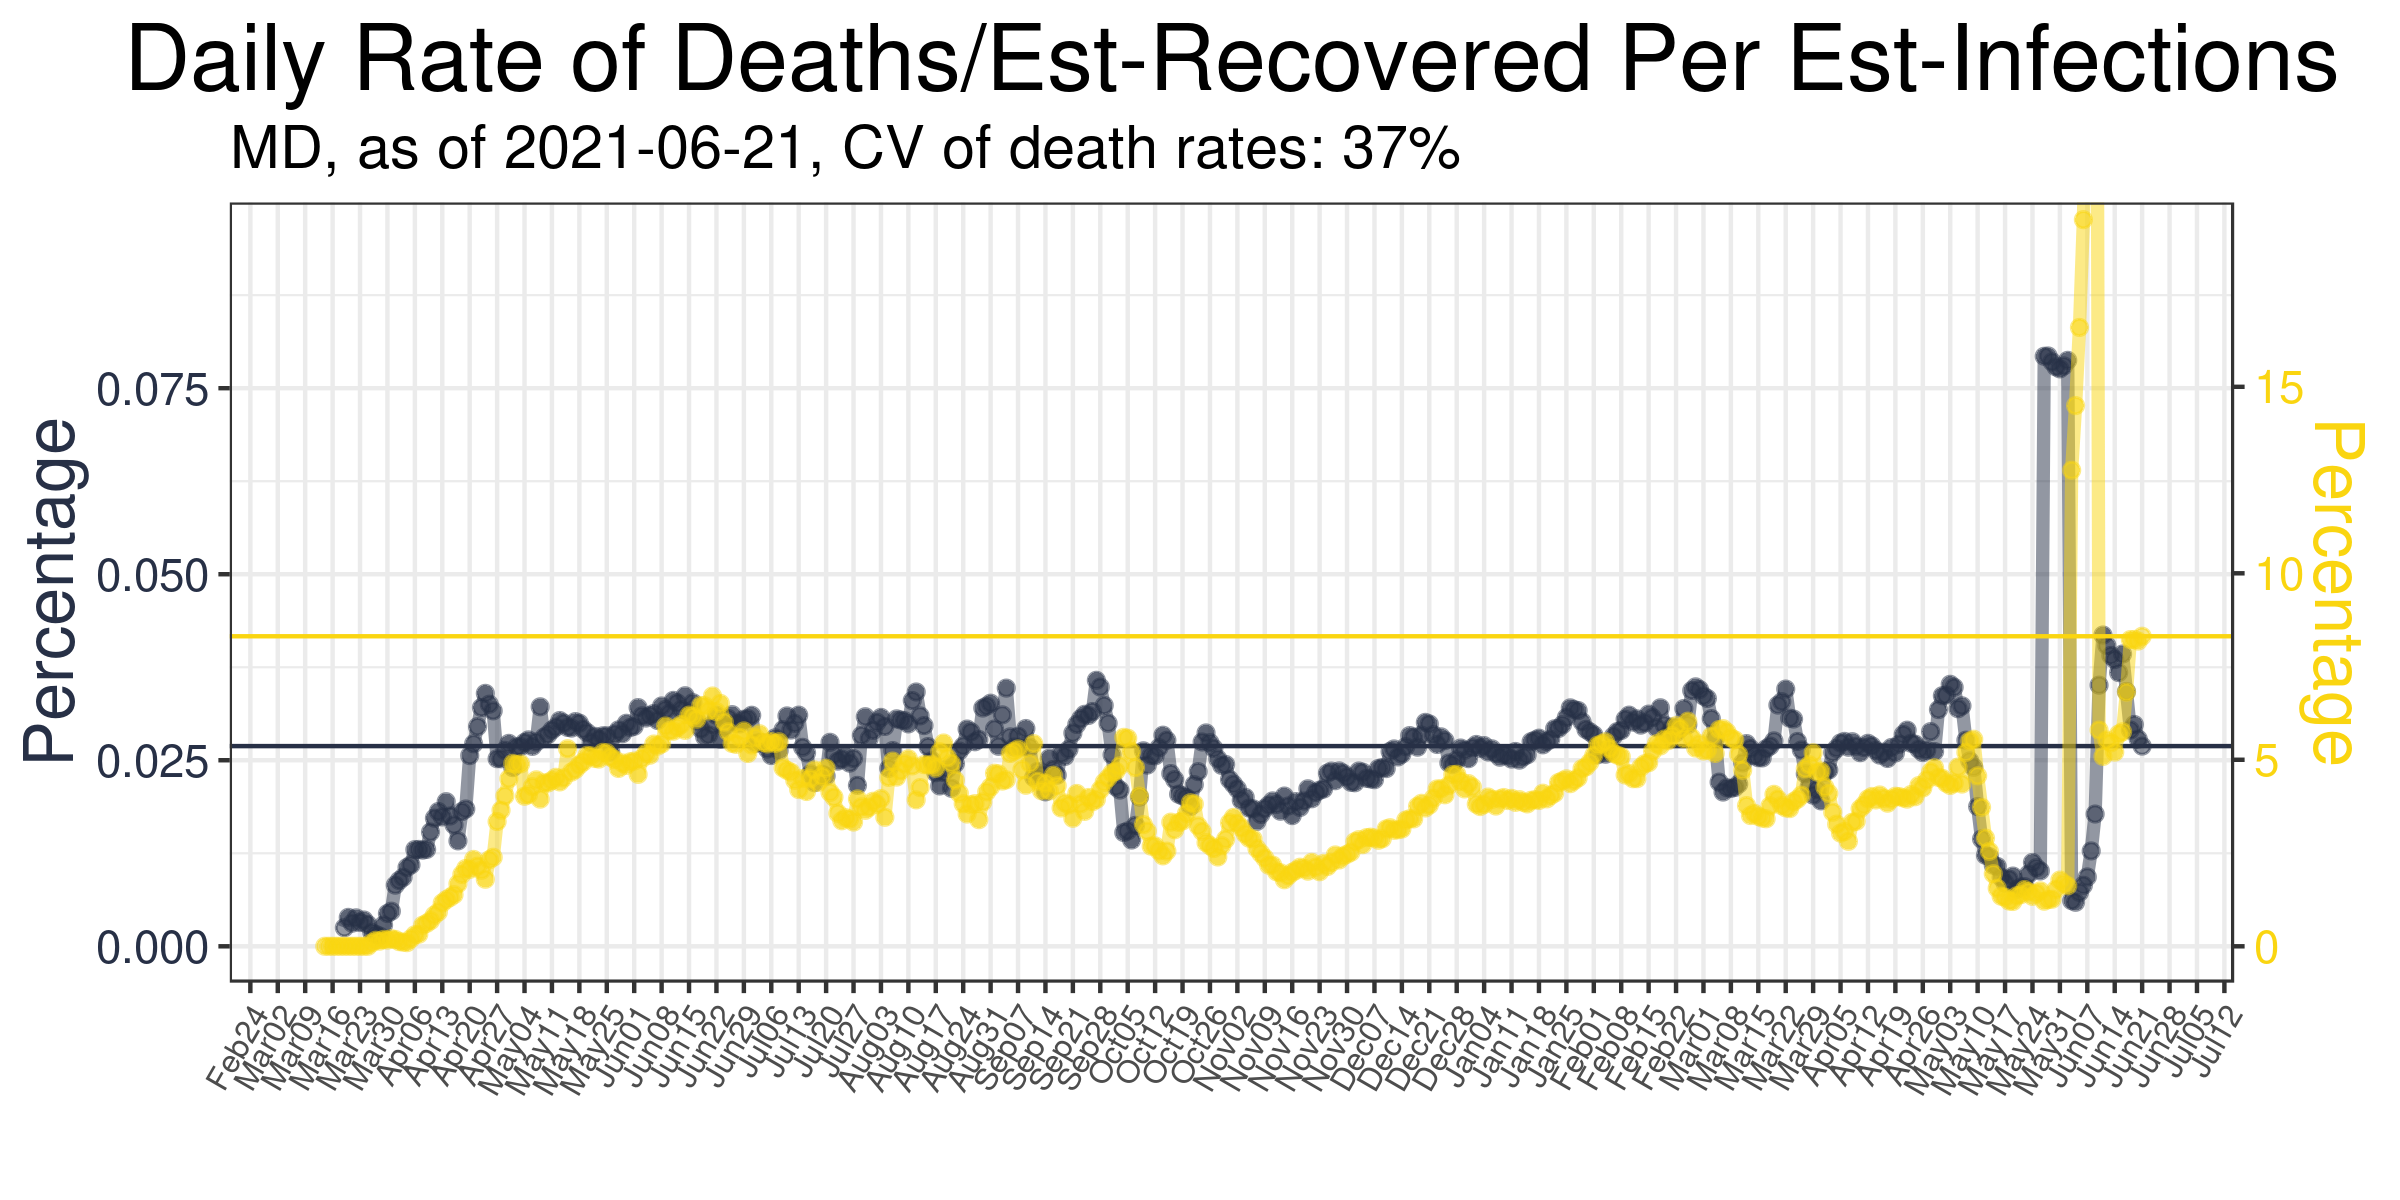 Daily Rate of Deaths/Est-Recovered Per Est-Infections
MD, as of 2021-06-21, CV of death rates: 37%
Percentage
0.075
0.050
0.025
0.000
15
10
5
0
Percentage
Feb24
Mar02
Mar09
Mar16
Mar23
Mar30
Apr06
Apr13
Apr20
Apr27
May04
May11
May18
May25
Jun01
Jun08
Jun15
Jun22
Jun29
Jul06
Jul13
Jul20
Jul27
Aug03
Aug10
Aug17
Aug24
Aug31
Sep07
Sep14
Sep21
Sep28
Oct05
Oct12
Oct19
Oct26
Nov02
Nov09
Nov16
Nov23
Nov30
Dec07
Dec14
Dec21
Dec28
Jan04
Jan11
Jan18
Jan25
Feb01
Feb08
Feb15
Feb22
Mar01
Mar08
Mar15
Mar22
Mar29
Apr05
Apr12
Apr19
Apr26
May03
May10
May17
May24
May31
Jun07
Jun14
Jun21
Jun28
Jul05
Jul12